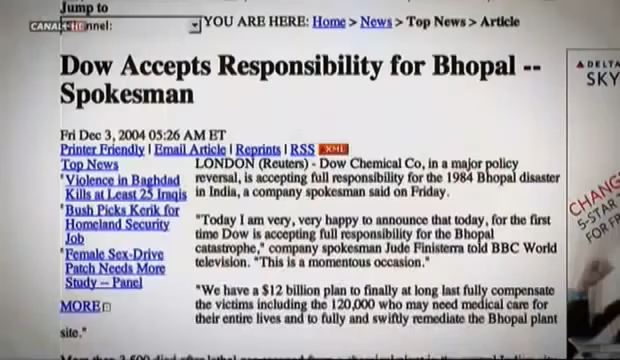 Jump to
CANAL+ HD nnel:
YOU ARE HERE: Home > News > Top News > Article
Dow Accepts Responsibility for Bhopal --
Spokesman
Fri Dec 3, 2004 05:26 AM ET
Printer Friendly | Email Article | Reprints | RSS XML
Top News
Violence in Baghdad
Kills at Least 25 Iraqis
Bush Picks Kerik for
Homeland Security
Job
Female Sex-Drive
Patch Needs More
Study -- Panel
MORE
LONDON (Reuters) - Dow Chemical Co, in a major policy
reversal, is accepting full responsibility for the 1984 Bhopal disaster
in India, a company spokesman said on Friday.
"Today I am very, very happy to announce that today, for the first
time Dow is accepting full responsibility for the Bhopal
catastrophe," company spokesman Jude Finisterra told BBC World
television. "This is a momentous occasion."
"We have a $12 billion plan to finally at long last fully compensate
the victims including the 120,000 who may need medical care for
their entire lives and to fully and swiftly remediate the Bhopal plant
site."
DELTA
SKY
CHANG
5-STAR
FOR F